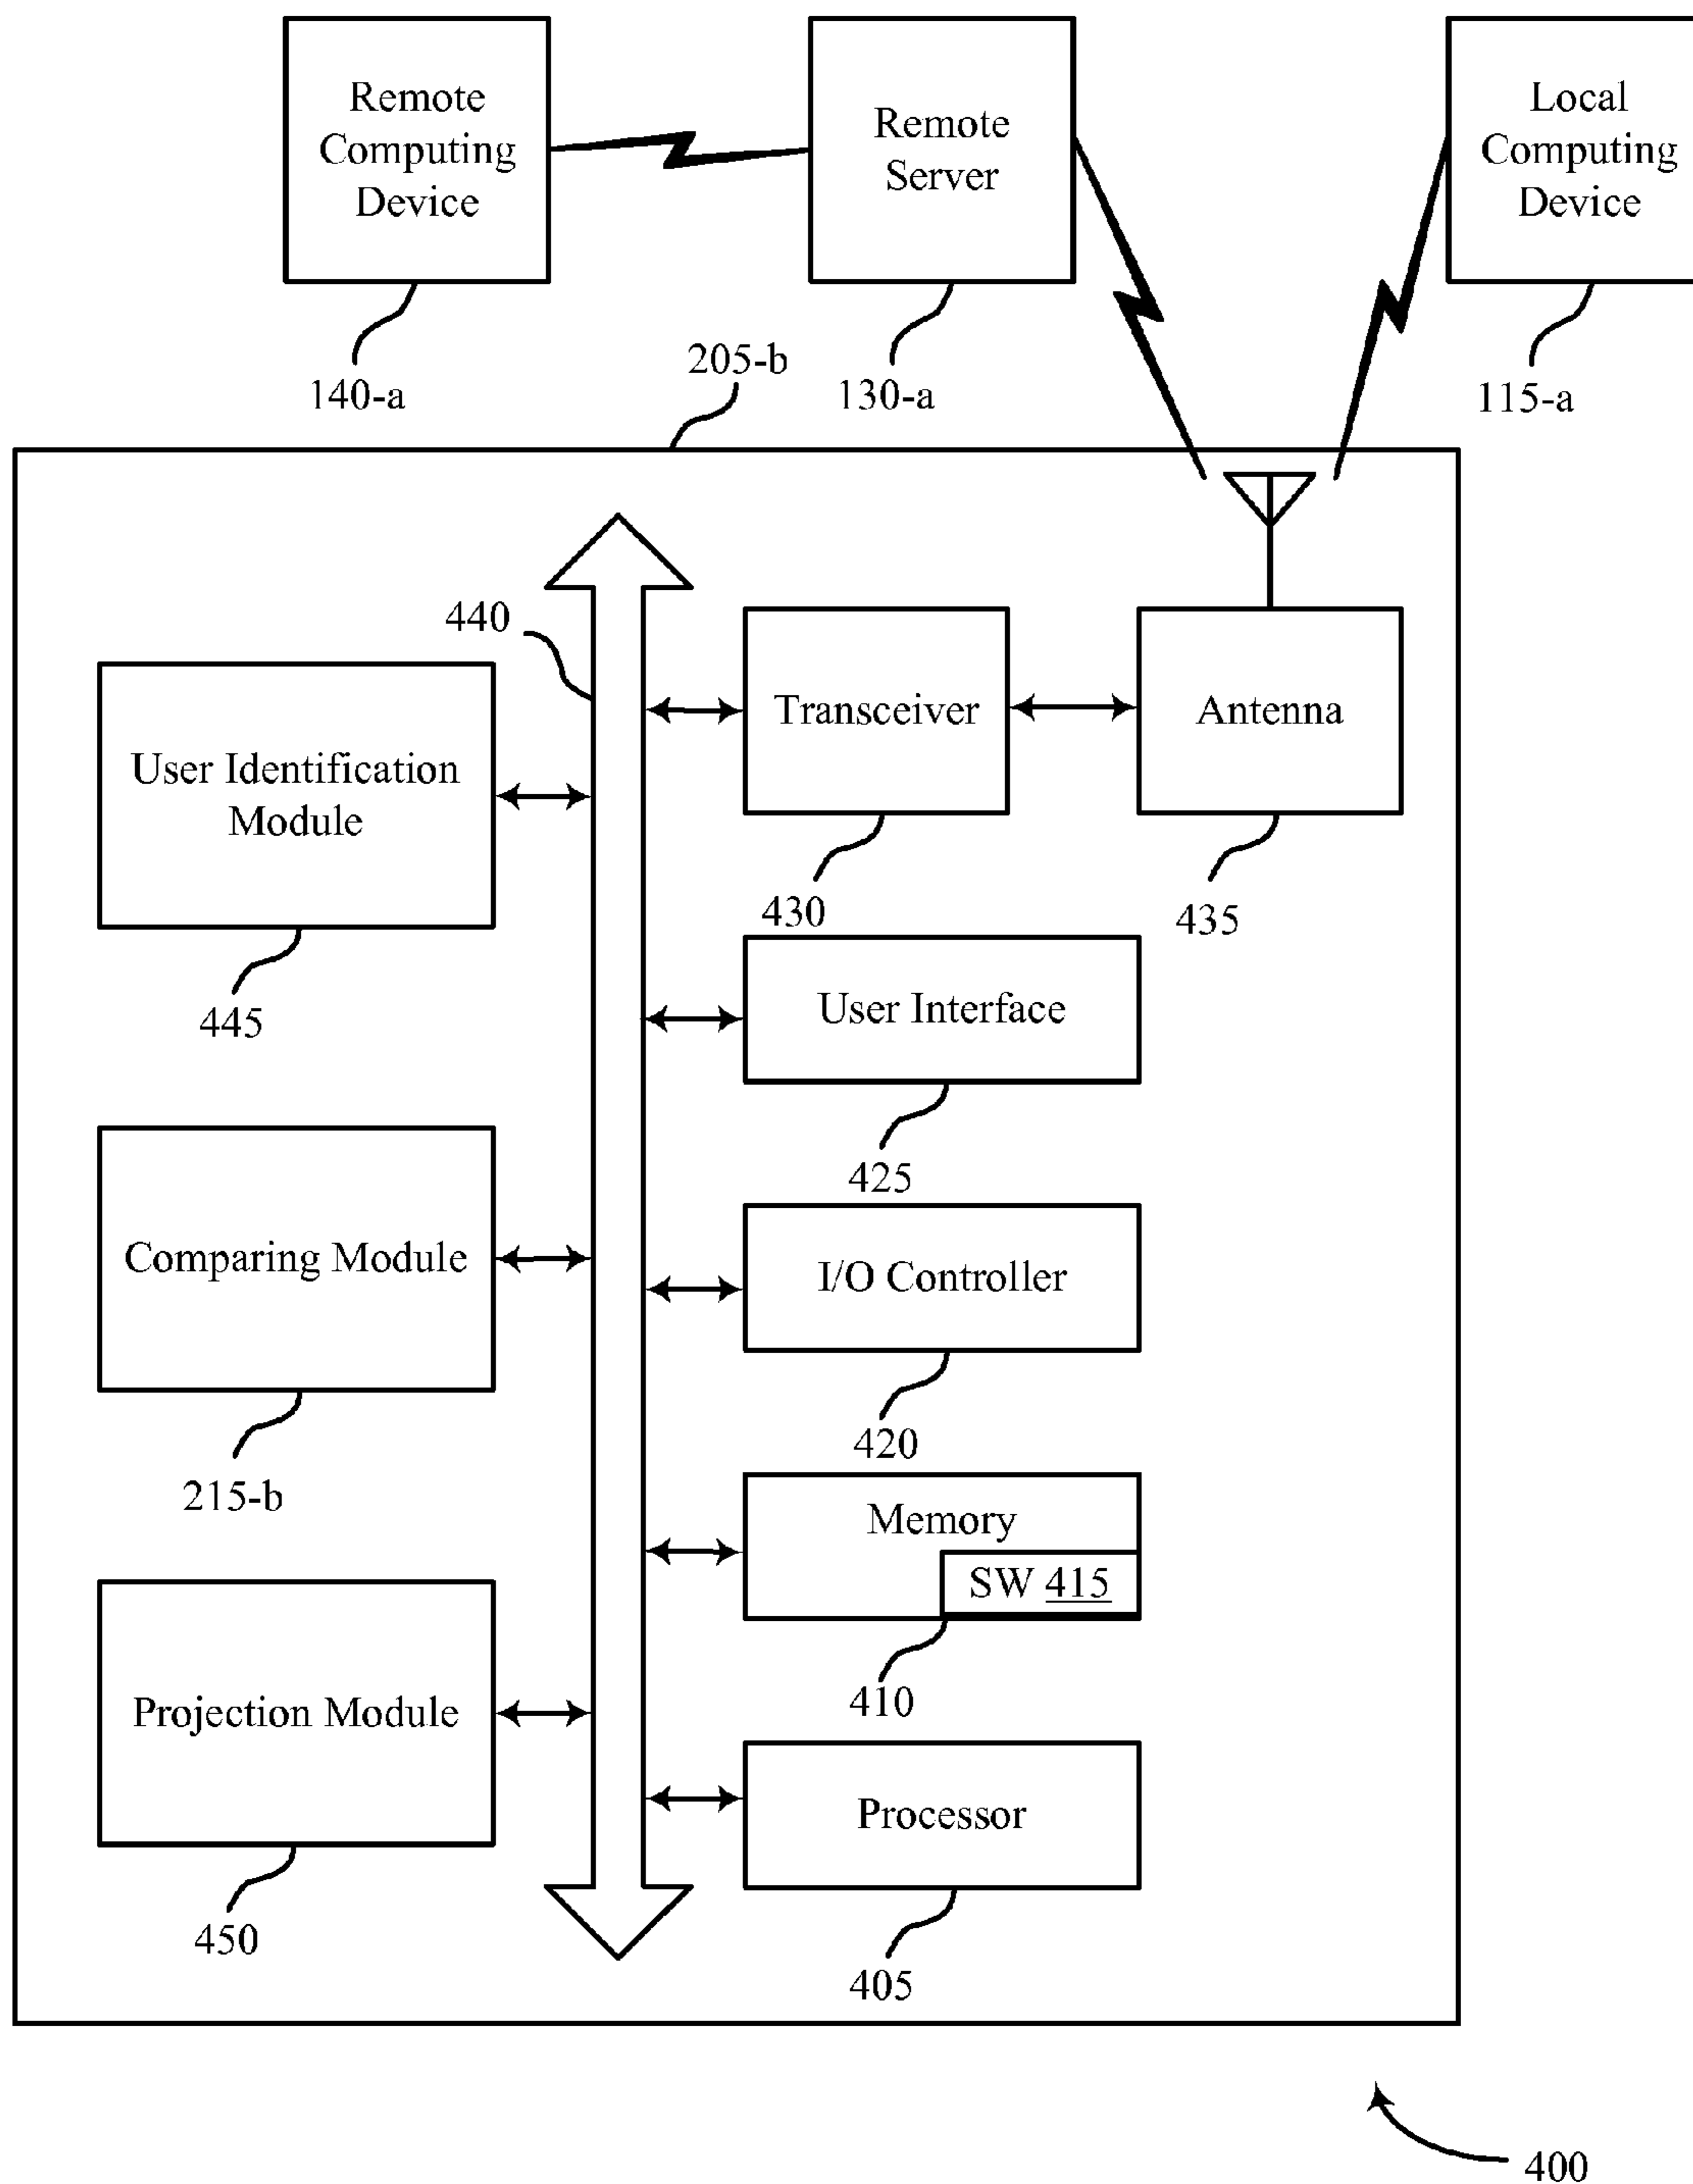 Remote
Computing
Device
Remote
Server
Local
Computing
Device
140-a
205-b
130-a
115-a
440
User Identification
Module
Transceiver
Antenna
445
430
435
User Interface
425
Comparing Module
I/O Controller
215-b
420
Memory
SW 415
410
Projection Module
Processor
450
405
400